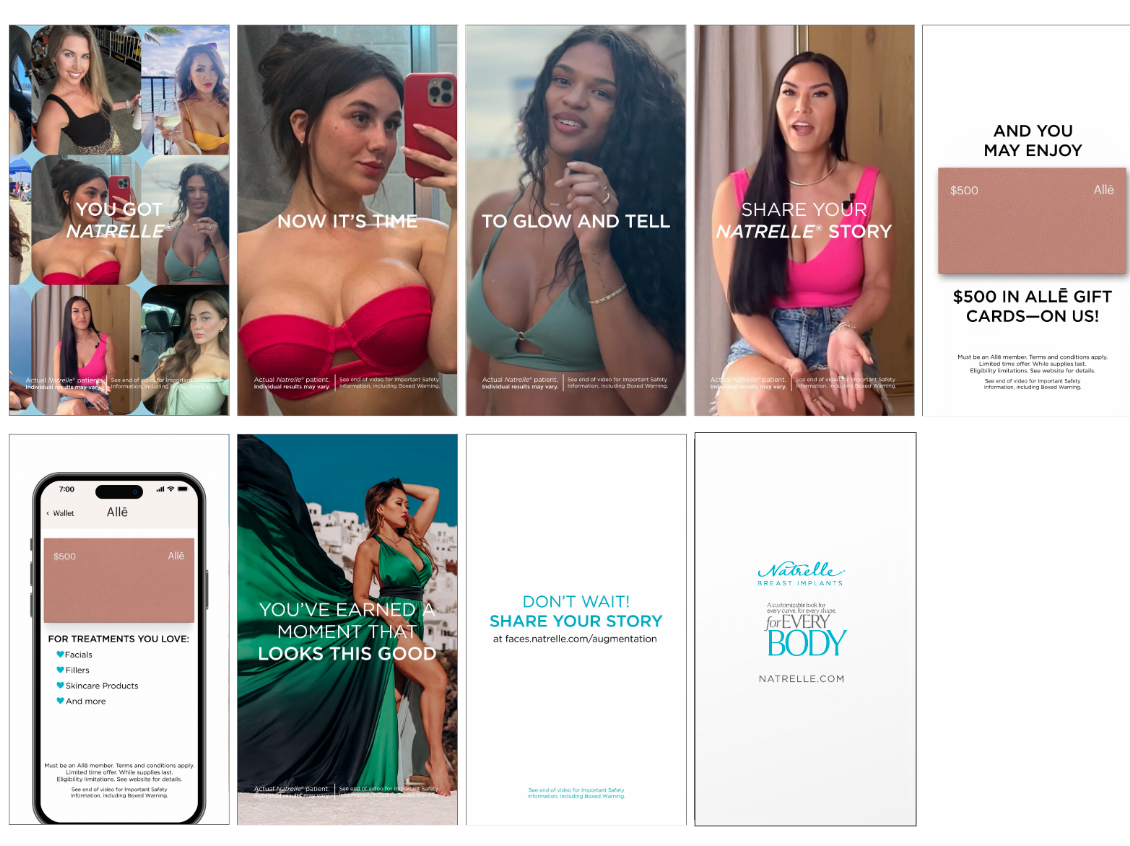 YOU GOT
NATRELLE®
Actual Natrelle® patients.
Individual results may vary.
See end of video for Important Safety
Information, including Boxed Warning.
NOW IT'S TIME
Actual Natrelle® patient.
Individual results may vary.
See end of video for Important Safety
Information, including Boxed Warning.
TO GLOW AND TELL
Actual Natrelle® patient.
Individual results may vary.
See end of video for Important Safety
Information, including Boxed Warning.
SHARE YOUR
NATRELLE® STORY
Actual Natrelle® patient.
Individual results may vary.
See end of video for Important Safety
Information, including Boxed Warning.
AND YOU
MAY ENJOY
$500 Allē
$500 IN ALLĒ GIFT
CARDS—ON US!
Must be an Allē member. Terms and conditions apply.
Limited time offer. While supplies last.
Eligibility limitations. See website for details.
See end of video for Important Safety
Information, including Boxed Warning.
7:00
‹ Wallet Allē
$500 Allē
FOR TREATMENTS YOU LOVE:
Facials
Fillers
Skincare Products
And more
Must be an Allē member. Terms and conditions apply.
Limited time offer. While supplies last.
Eligibility limitations. See website for details.
See end of video for Important Safety
Information, including Boxed Warning.
YOU'VE EARNED A
MOMENT THAT
LOOKS THIS GOOD
Actual Natrelle® patient.
Individual results may vary.
See end of video for Important Safety
Information, including Boxed Warning.
DON'T WAIT!
SHARE YOUR STORY
at faces.natrelle.com/augmentation
See end of video for Important Safety
Information, including Boxed Warning.
Natrelle®
BREAST IMPLANTS
A customizable look for
every curve, for every shape.
for EVERY
BODY
NATRELLE.COM